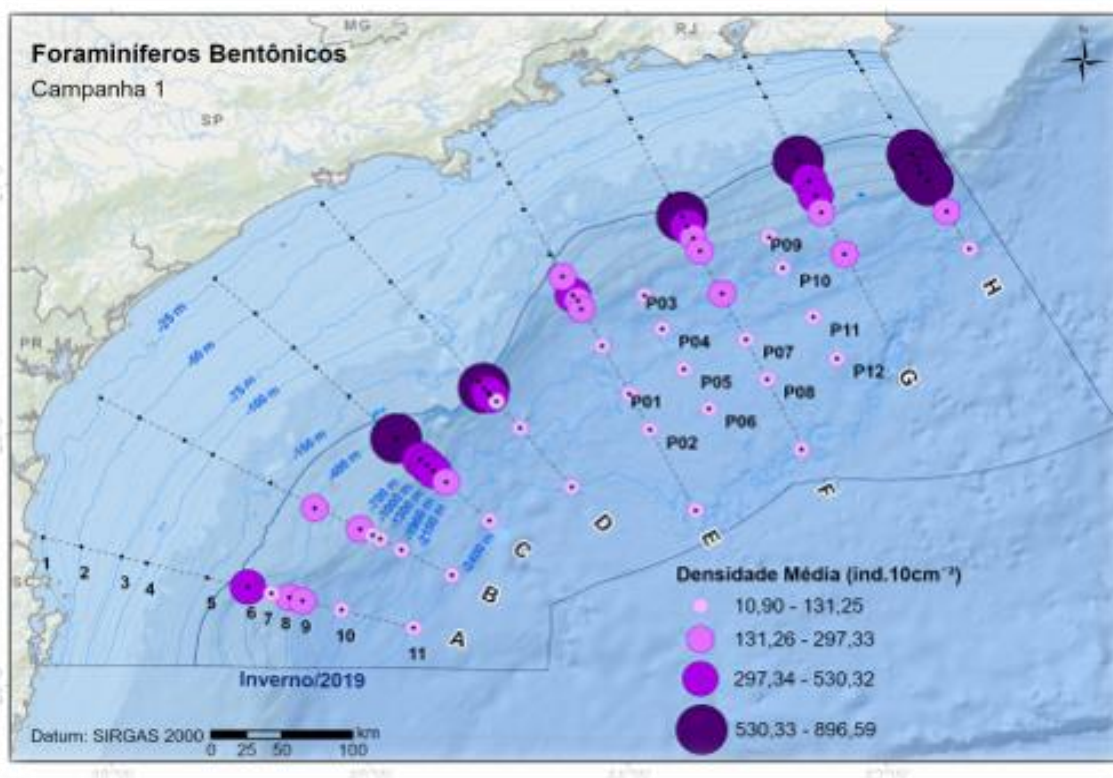 MG
RJ
Foraminíferos Bentônicos
Campanha 1
SP
PR
-25 m
-50 m
-75 m
-100 m
-150 m
-400 m
2400 m
P09
P10
P03
P04
P11
P07
P05
P12
P08
P01
P06
P02
H
G
F
E
D
C
B
A
1
2
3
4
5
6
7
8
9
10
11
Inverno/2019
Densidade Média (ind.10cm⁻³)
10,90 - 131,25
131,26 - 297,33
297,34 - 530,32
530,33 - 896,59
Datum: SIRGAS 2000
km
0 25 50 100